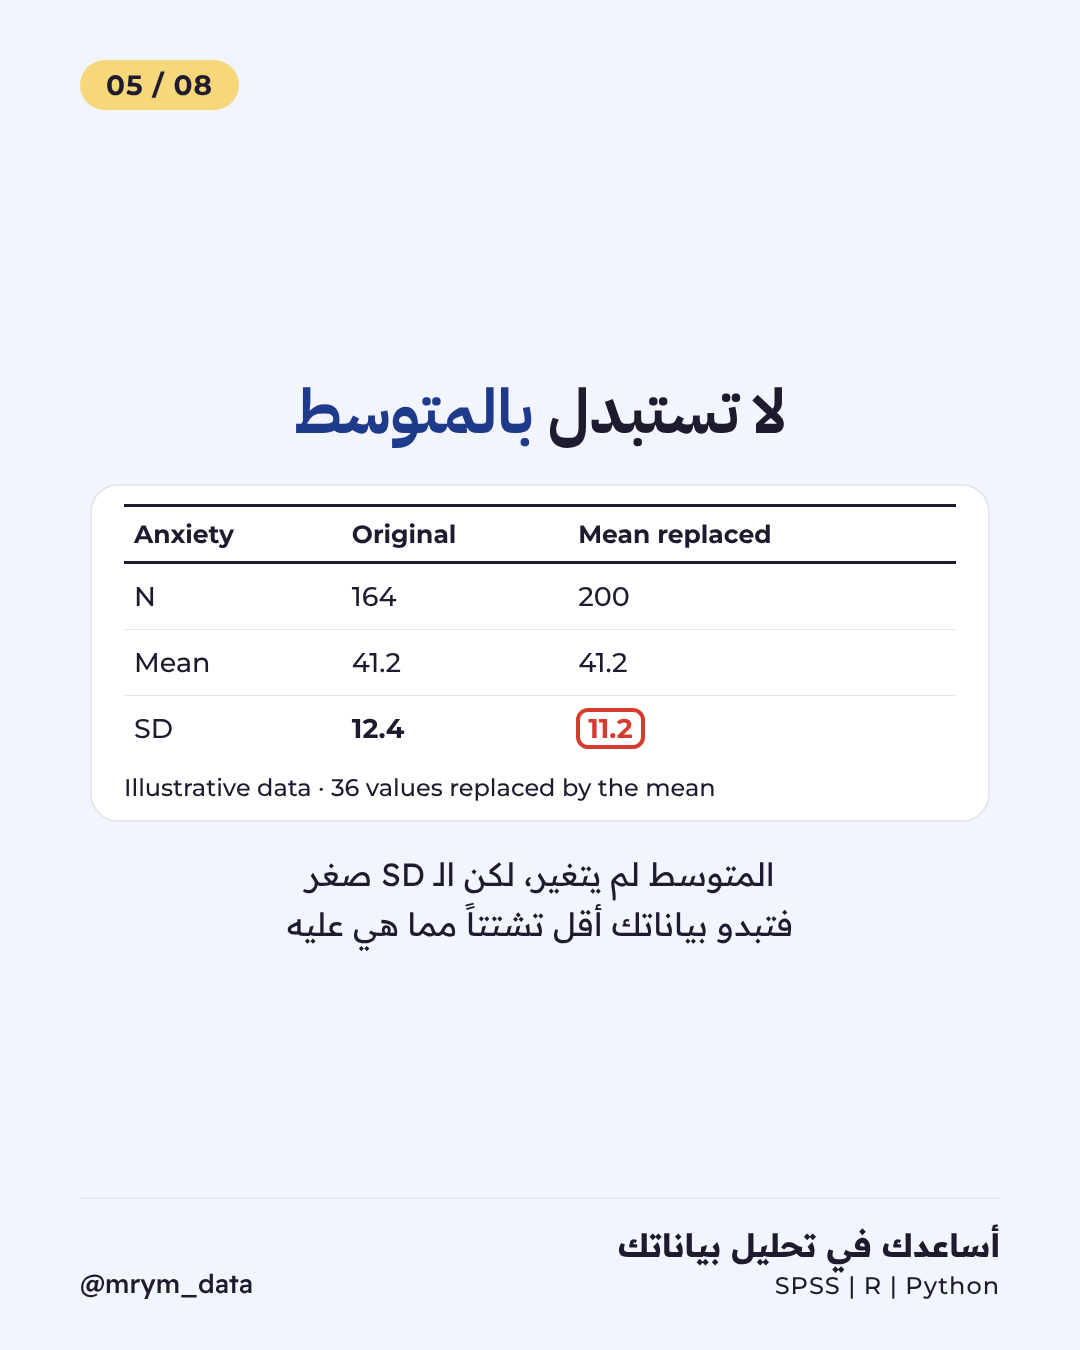 05 / 08
لا تستبدل بالمتوسط
Anxiety Original Mean replaced
N 164 200
Mean 41.2 41.2
SD 12.4 11.2
Illustrative data · 36 values replaced by the mean
المتوسط لم يتغير، لكن الـ SD صغر
فتبدو بياناتك أقل تشتتاً مما هي عليه
أساعدك في تحليل بياناتك
SPSS | R | Python
@mrym_data